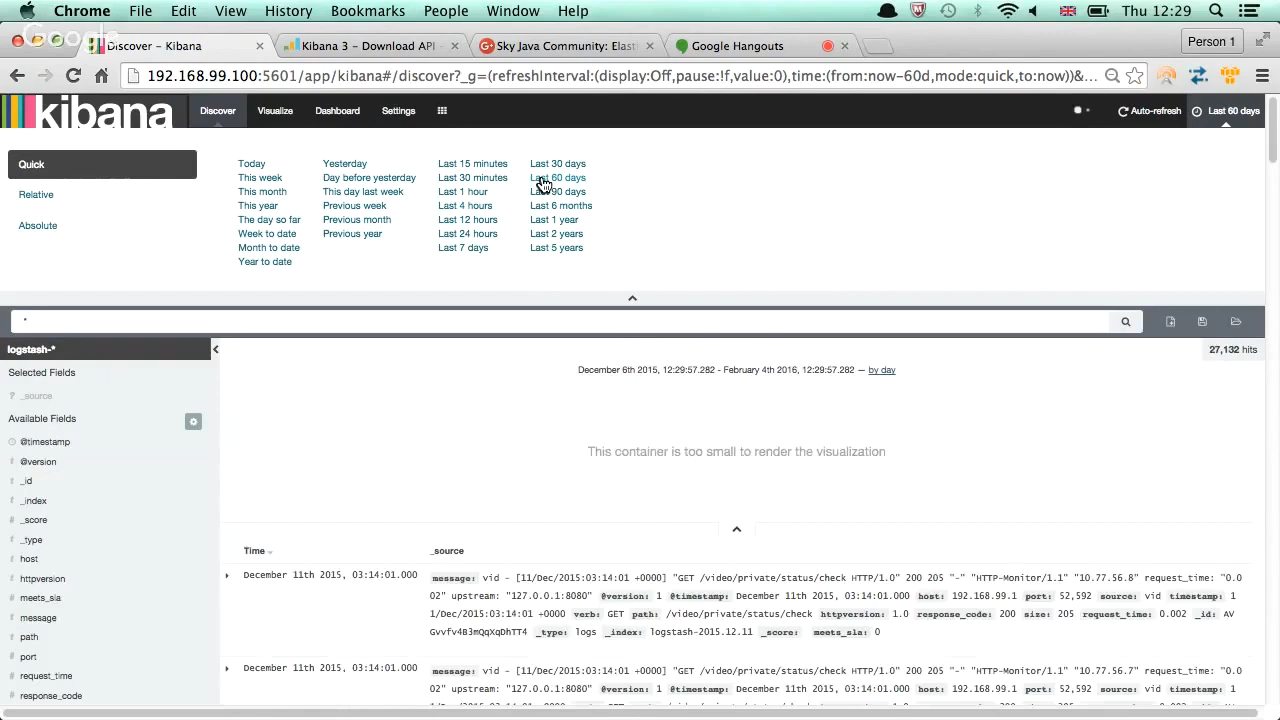 Chrome File Edit View History Bookmarks People Window Help Thu 12:29
Google
Discover – Kibana
Kibana 3 – Download API -
Sky Java Community: Elast
Google Hangouts
Person 1
192.168.99.100:5601/app/kibana#/discover?_g=(refreshInterval:(display:Off,pause:!f,value:0),time:(from:now-60d,mode:quick,to:now))&...
kibana
Discover Visualize Dashboard Settings Auto-refresh Last 60 days
Quick
Relative
Absolute
Today Yesterday Last 15 minutes Last 30 days
This week Day before yesterday Last 30 minutes Last 60 days
This month This day last week Last 1 hour Last 90 days
This year Previous week Last 4 hours Last 6 months
The day so far Previous month Last 12 hours Last 1 year
Week to date Previous year Last 24 hours Last 2 years
Month to date Last 7 days Last 5 years
Year to date
*
logstash-*
27,132 hits
Selected Fields
? _source
Available Fields
@timestamp
t @version
t _id
t _index
# _score
t _type
t host
t httpversion
t meets_sla
t message
t path
t port
# request_time
# response_code
December 6th 2015, 12:29:57.282 - February 4th 2016, 12:29:57.282 — by day
This container is too small to render the visualization
Time _source
December 11th 2015, 03:14:01.000
message: vid - [11/Dec/2015:03:14:01 +0000] "GET /video/private/status/check HTTP/1.0" 200 205 "-" "HTTP-Monitor/1.1" "10.77.56.8" request_time: "0.0
02" upstream: "127.0.0.1:8080" @version: 1 @timestamp: December 11th 2015, 03:14:01.000 host: 192.168.99.1 port: 52,592 source: vid timestamp: 1
1/Dec/2015:03:14:01 +0000 verb: GET path: /video/private/status/check httpversion: 1.0 response_code: 200 size: 205 request_time: 0.002 _id: AV
Gvvfv4B3mQqXqDhTT4 _type: logs _index: logstash-2015.12.11 _score: meets_sla: 0
December 11th 2015, 03:14:01.000
message: vid - [11/Dec/2015:03:14:01 +0000] "GET /video/private/status/check HTTP/1.0" 200 205 "-" "HTTP-Monitor/1.1" "10.77.56.7" request_time: "0.0
02" upstream: "127.0.0.1:8080" @version: 1 @timestamp: December 11th 2015, 03:14:01.000 host: 192.168.99.1 port: 52,592 source: vid timestamp: 1